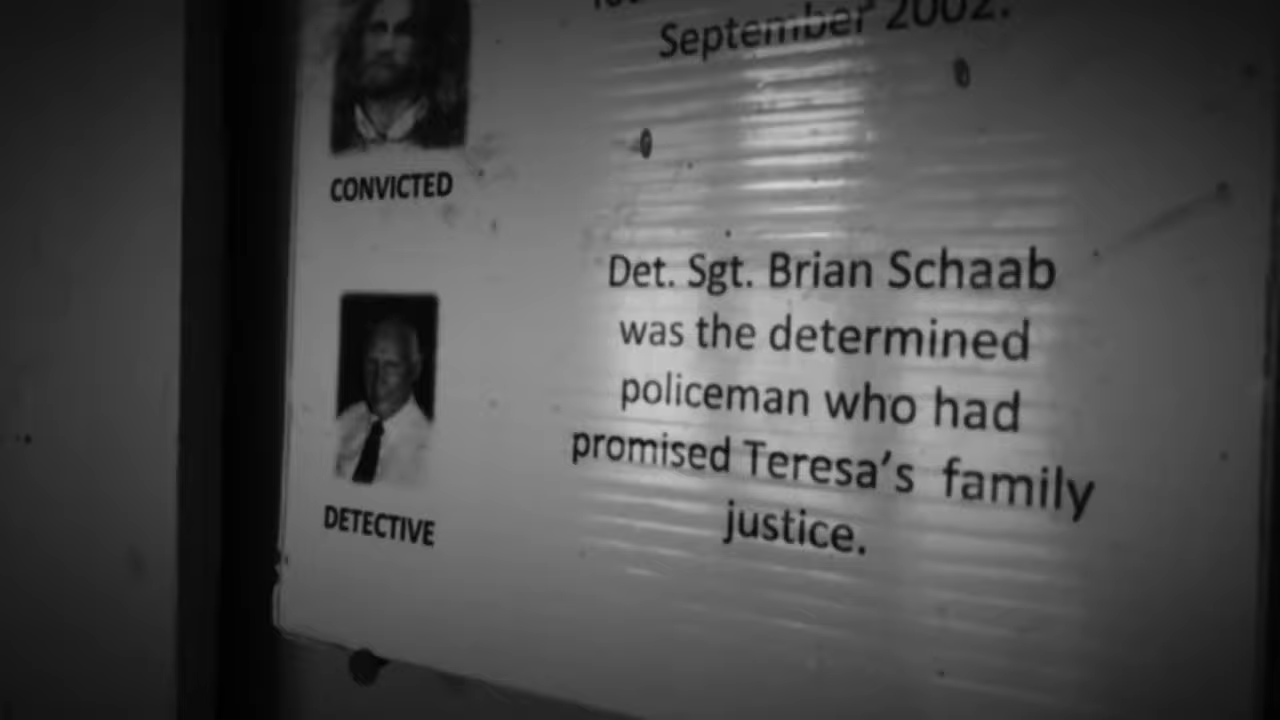 September 2002.
CONVICTED
Det. Sgt. Brian Schaab
was the determined
policeman who had
promised Teresa's family
justice.
DETECTIVE